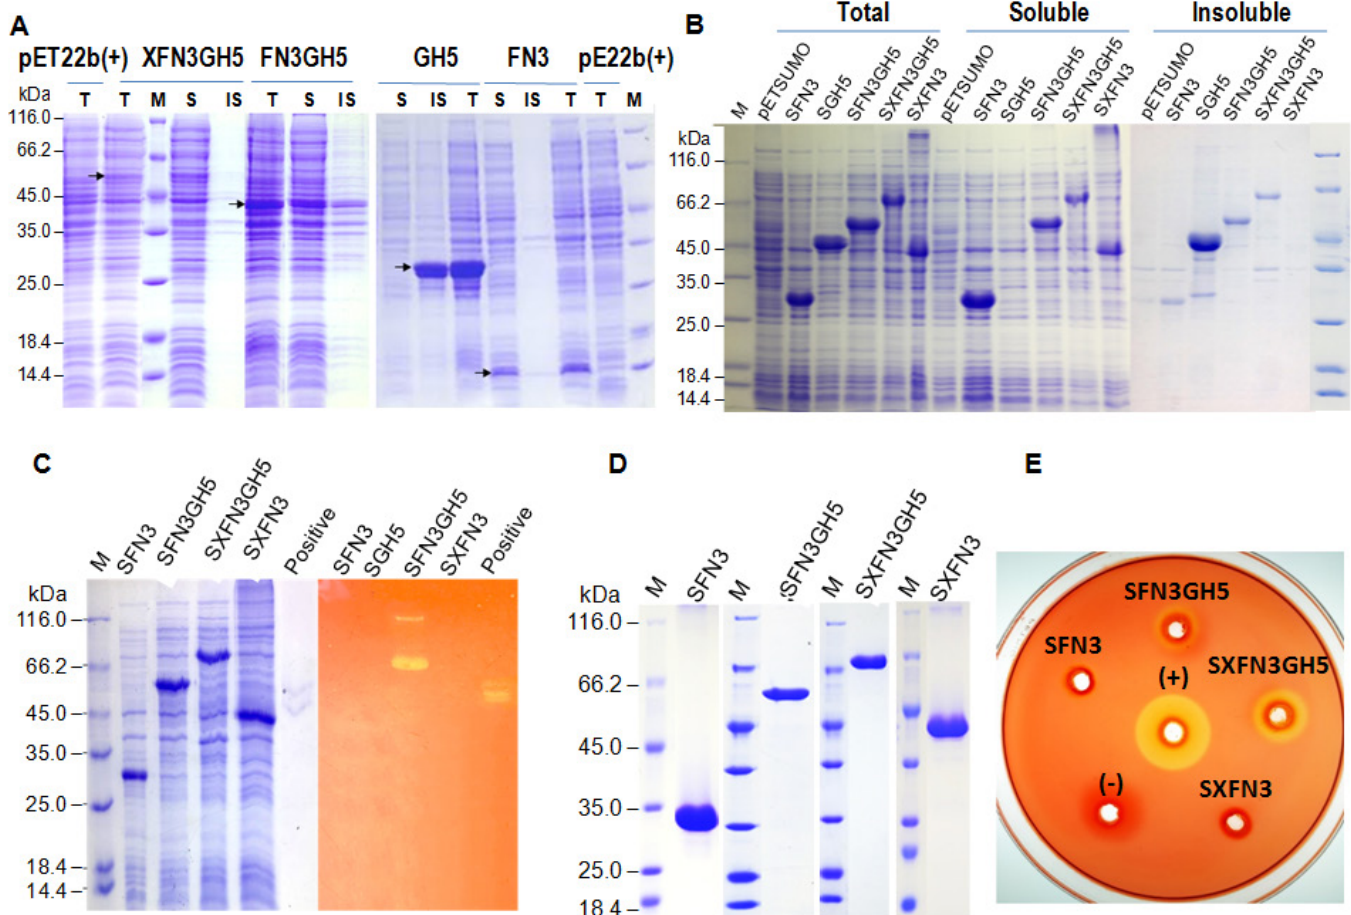 A
pET22b(+) XFN3GH5 FN3GH5 GH5 FN3 pE22b(+)
kDa T T M S IS T S IS S IS T S T T M
116.0
66.2
45.0
35.0
25.0
18.4
14.4
B
Total Soluble Insoluble
M pETSUMO SFN3 SGH5 SFN3GH5 SXFN3GH5 SXFN3 pETSUMO SFN3 SGH5 SFN3GH5 SXFN3GH5 SXFN3 pETSUMO SFN3 SGH5 SFN3GH5 SXFN3GH5 SXFN3
kDa
116.0
66.2
45.0
35.0
25.0
18.4
14.4
C
M SFN3 SFN3GH5 SXFN3GH5 SXFN3 Positive SFN3 SGH5 SFN3GH5 SXFN3 Positive
kDa
116.0
66.2
45.0
35.0
25.0
18.4
14.4
D
M SFN3 M SFN3GH5 M SXFN3GH5 M SXFN3
kDa
116.0
66.2
45.0
35.0
25.0
18.4
E
SFN3GH5
SFN3
SXFN3GH5
(+)
(-)
SXFN3